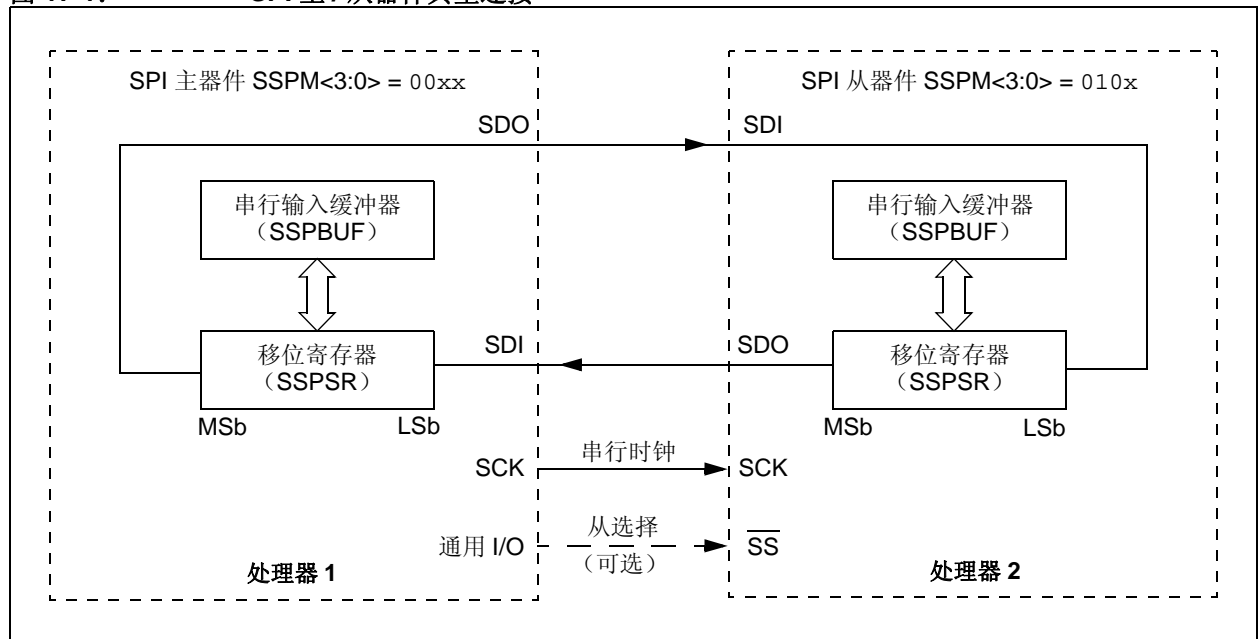 SPI 主器件 SSPM<3:0> = 00xx
SPI 从器件 SSPM<3:0> = 010x
SDO
SDI
串行输入缓冲器
（SSPBUF）
串行输入缓冲器
（SSPBUF）
移位寄存器
（SSPSR）
SDI
SDO
移位寄存器
（SSPSR）
MSb
LSb
MSb
LSb
SCK
串行时钟
SCK
通用 I/O
从选择
（可选）
SS
处理器 1
处理器 2